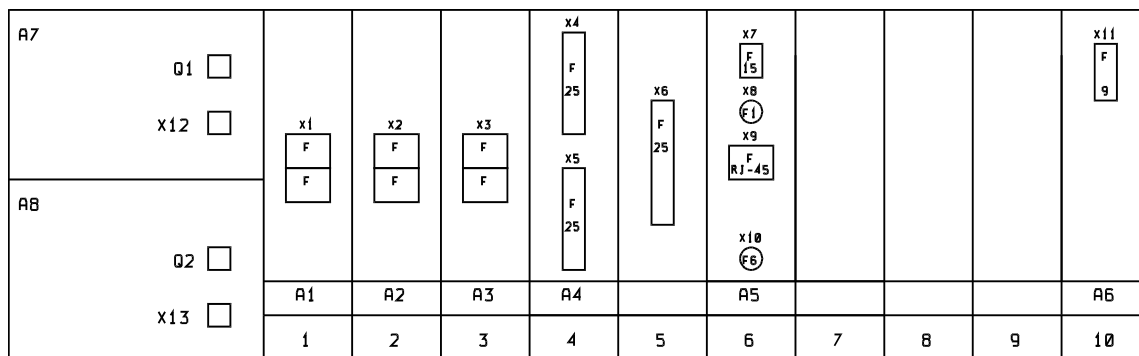 A7
Q1
X12
A8
Q2
X13
X1
F
F
X2
F
F
X3
F
F
X4
F
25
X5
F
25
X6
F
25
X7
F
15
X8
F1
X9
F
RJ-45
X10
F6
X11
F
9
A1 A2 A3 A4 A5 A6
1 2 3 4 5 6 7 8 9 10